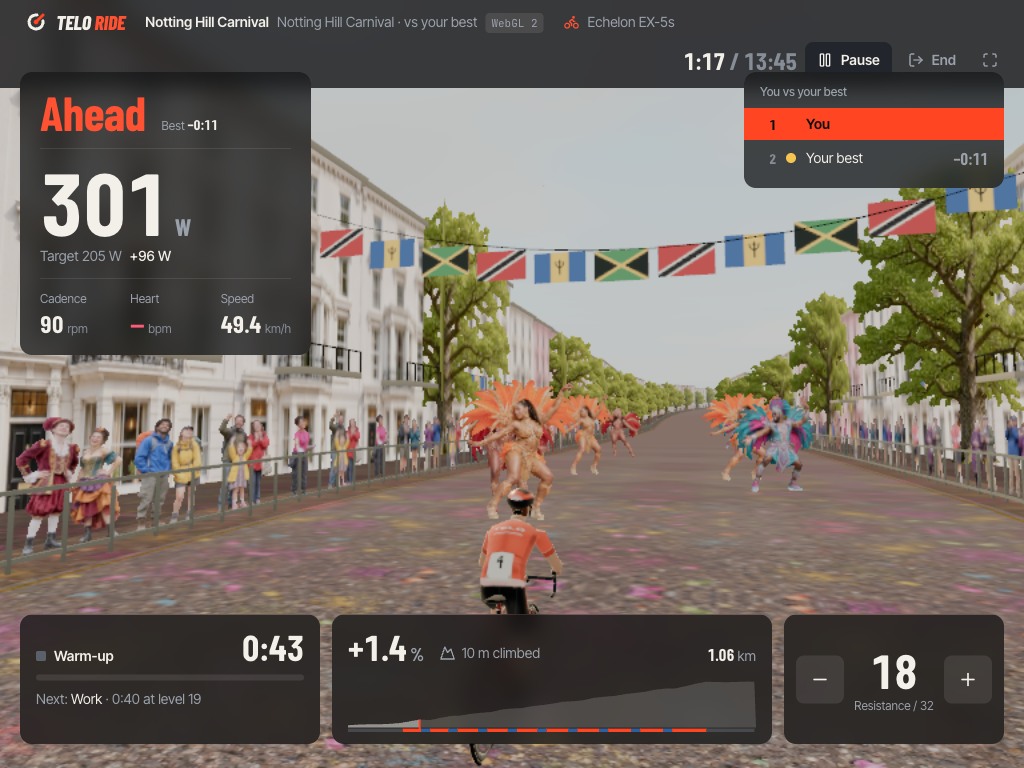 TELO RIDE Notting Hill Carnival Notting Hill Carnival · vs your best WebGL 2 Echelon EX-5s
1:17 / 13:45 Pause End
Ahead Best −0:11
301 W
Target 205 W +96 W
Cadence Heart Speed
90 rpm — bpm 49.4 km/h
You vs your best
1 You
2 Your best −0:11
Warm-up 0:43
Next: Work · 0:40 at level 19
+1.4 % 10 m climbed 1.06 km
− 18 +
Resistance / 32